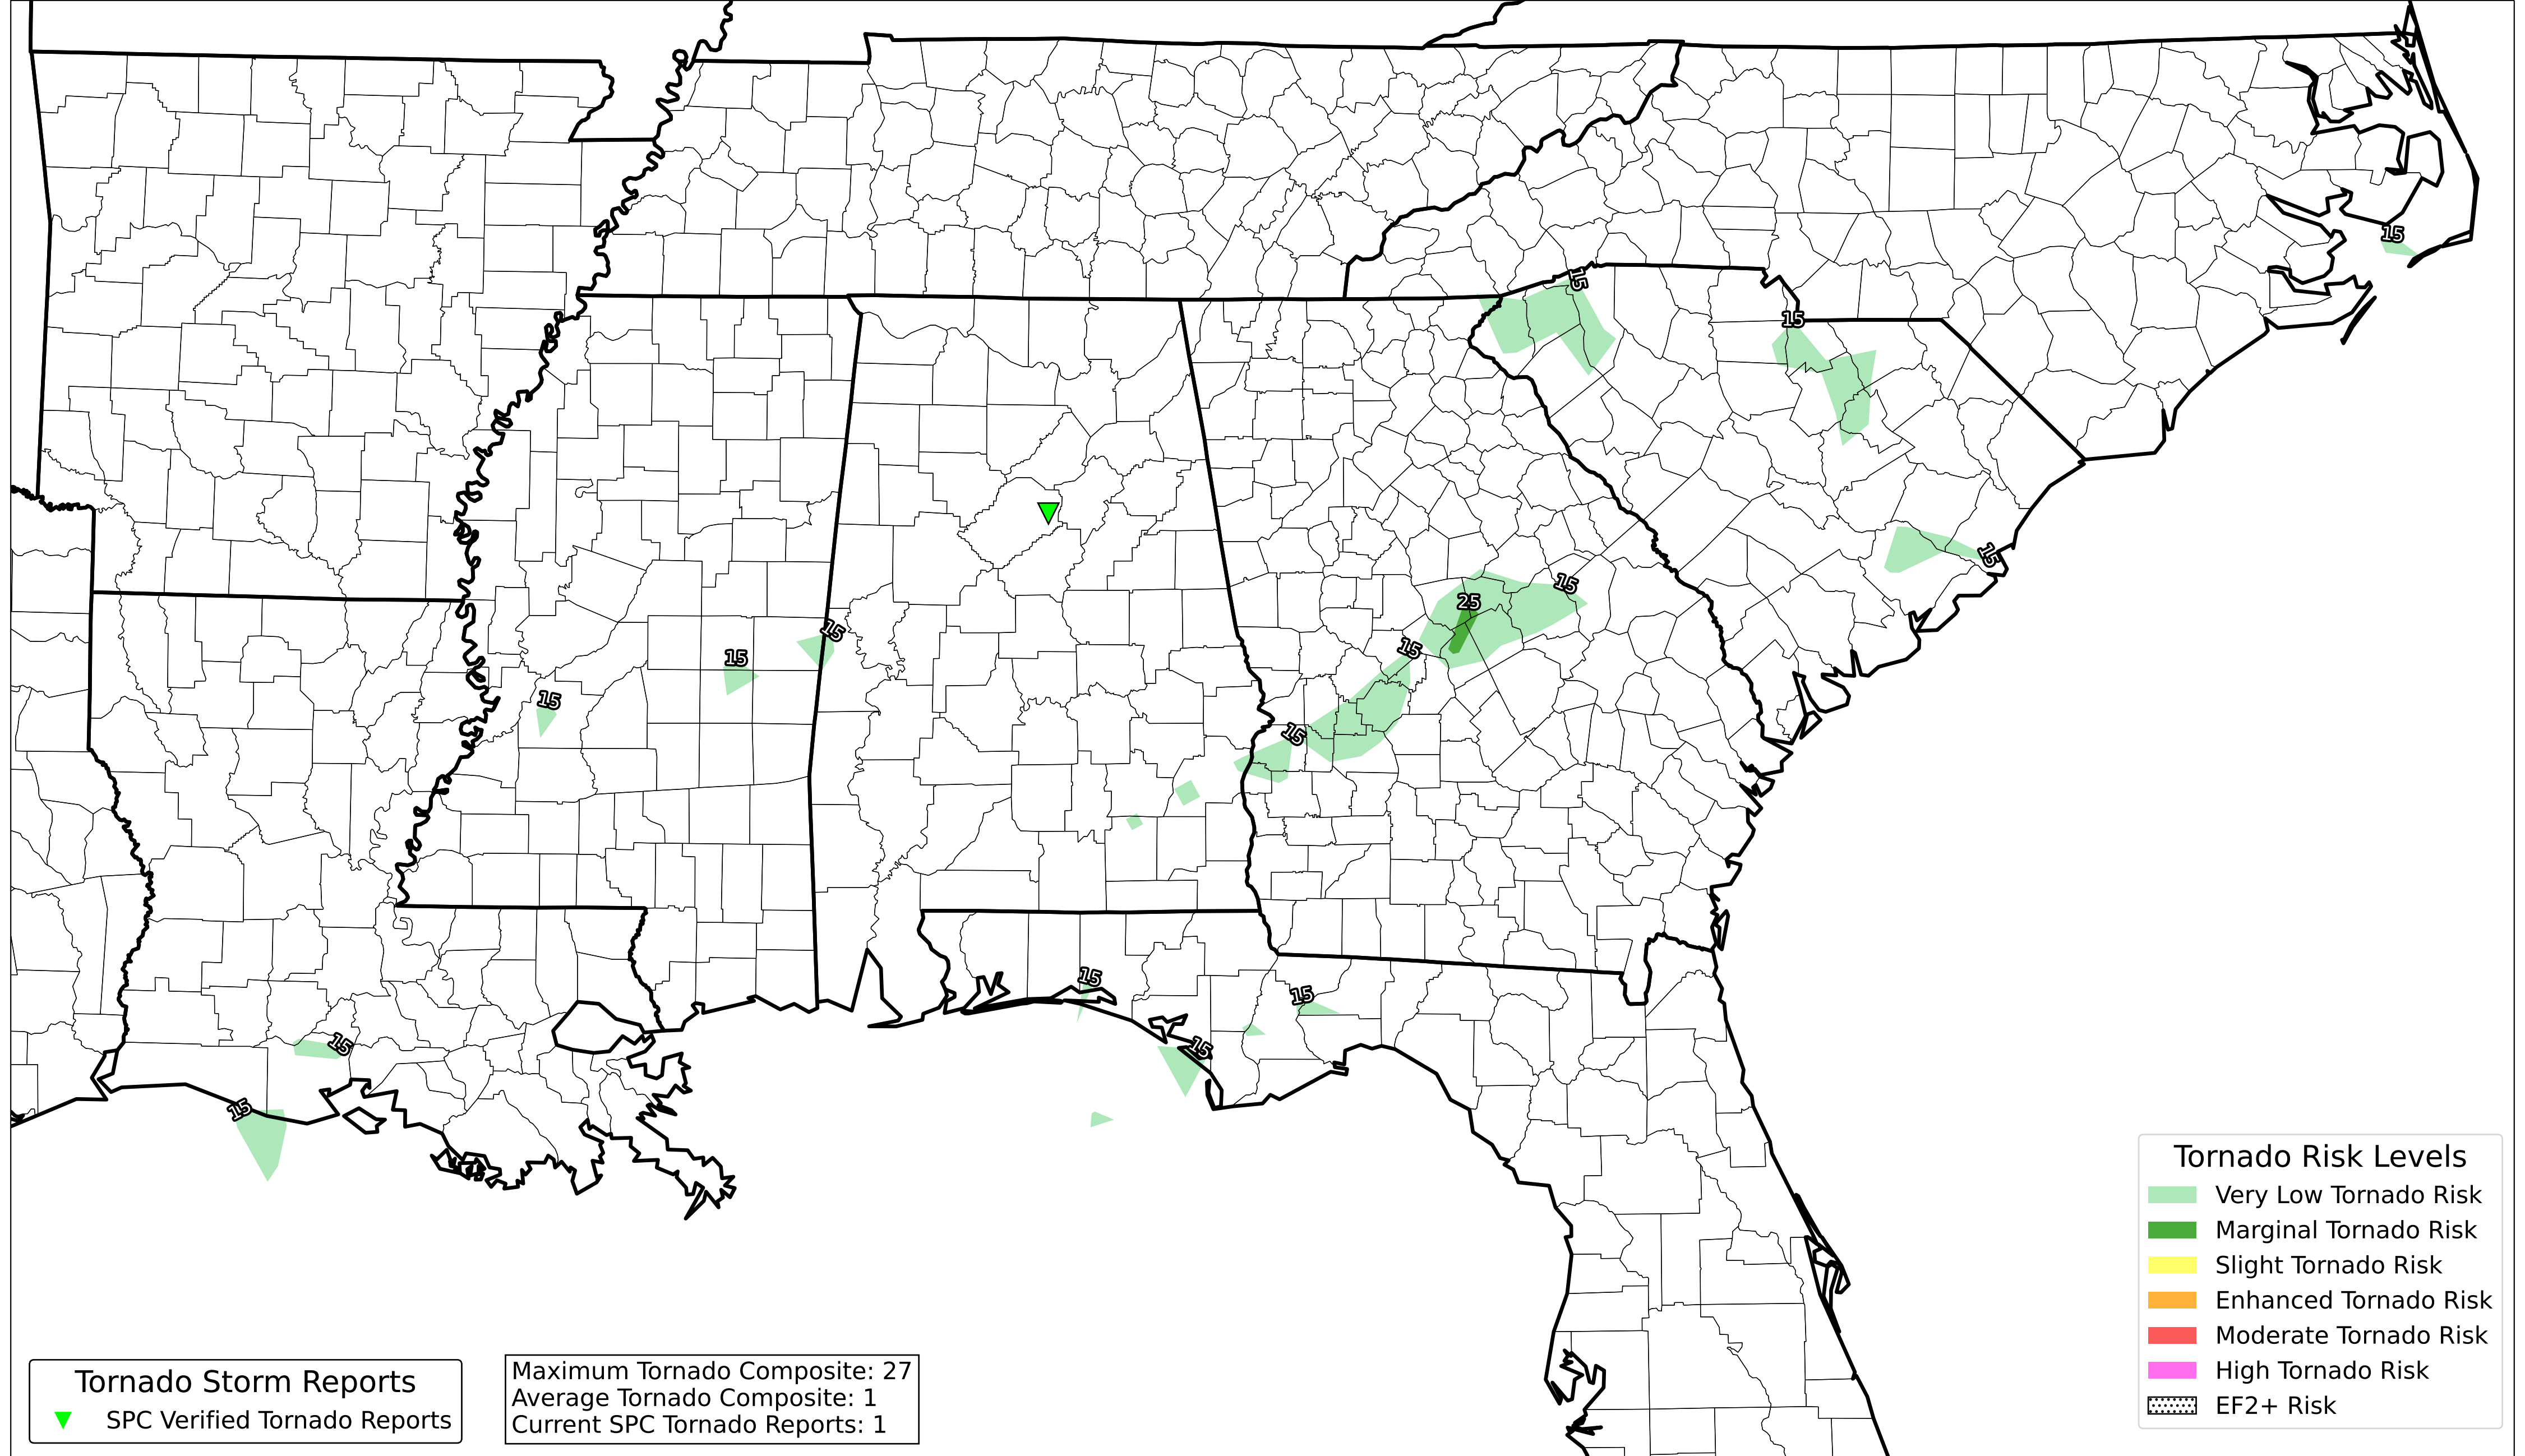 15
15
15
15
25
15
15
15
15
15
15
15
15
15
15
15
Tornado Risk Levels
Very Low Tornado Risk
Marginal Tornado Risk
Slight Tornado Risk
Enhanced Tornado Risk
Moderate Tornado Risk
High Tornado Risk
EF2+ Risk
Tornado Storm Reports
SPC Verified Tornado Reports
Maximum Tornado Composite: 27
Average Tornado Composite: 1
Current SPC Tornado Reports: 1